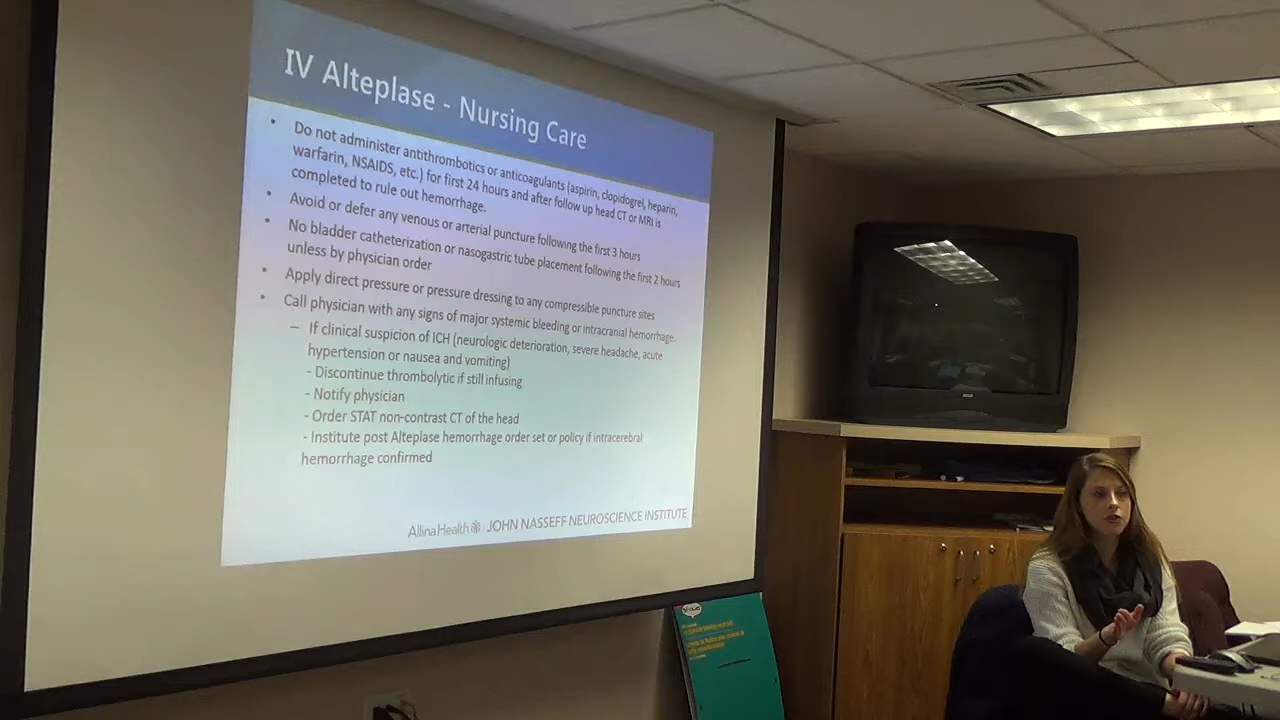 IV Alteplase - Nursing Care
• Do not administer antithrombotics or anticoagulants (aspirin, clopidogrel, heparin,
warfarin, NSAIDS, etc.) for first 24 hours and after follow up head CT or MRI is
completed to rule out hemorrhage.
• Avoid or defer any venous or arterial puncture following the first 3 hours
• No bladder catheterization or nasogastric tube placement following the first 2 hours
unless by physician order
• Apply direct pressure or pressure dressing to any compressible puncture sites
• Call physician with any signs of major systemic bleeding or intracranial hemorrhage.
– If clinical suspicion of ICH (neurologic deterioration, severe headache, acute
hypertension or nausea and vomiting)
- Discontinue thrombolytic if still infusing
- Notify physician
- Order STAT non-contrast CT of the head
- Institute post Alteplase hemorrhage order set or policy if intracerebral
hemorrhage confirmed
AllinaHealth JOHN NASSEFF NEUROSCIENCE INSTITUTE